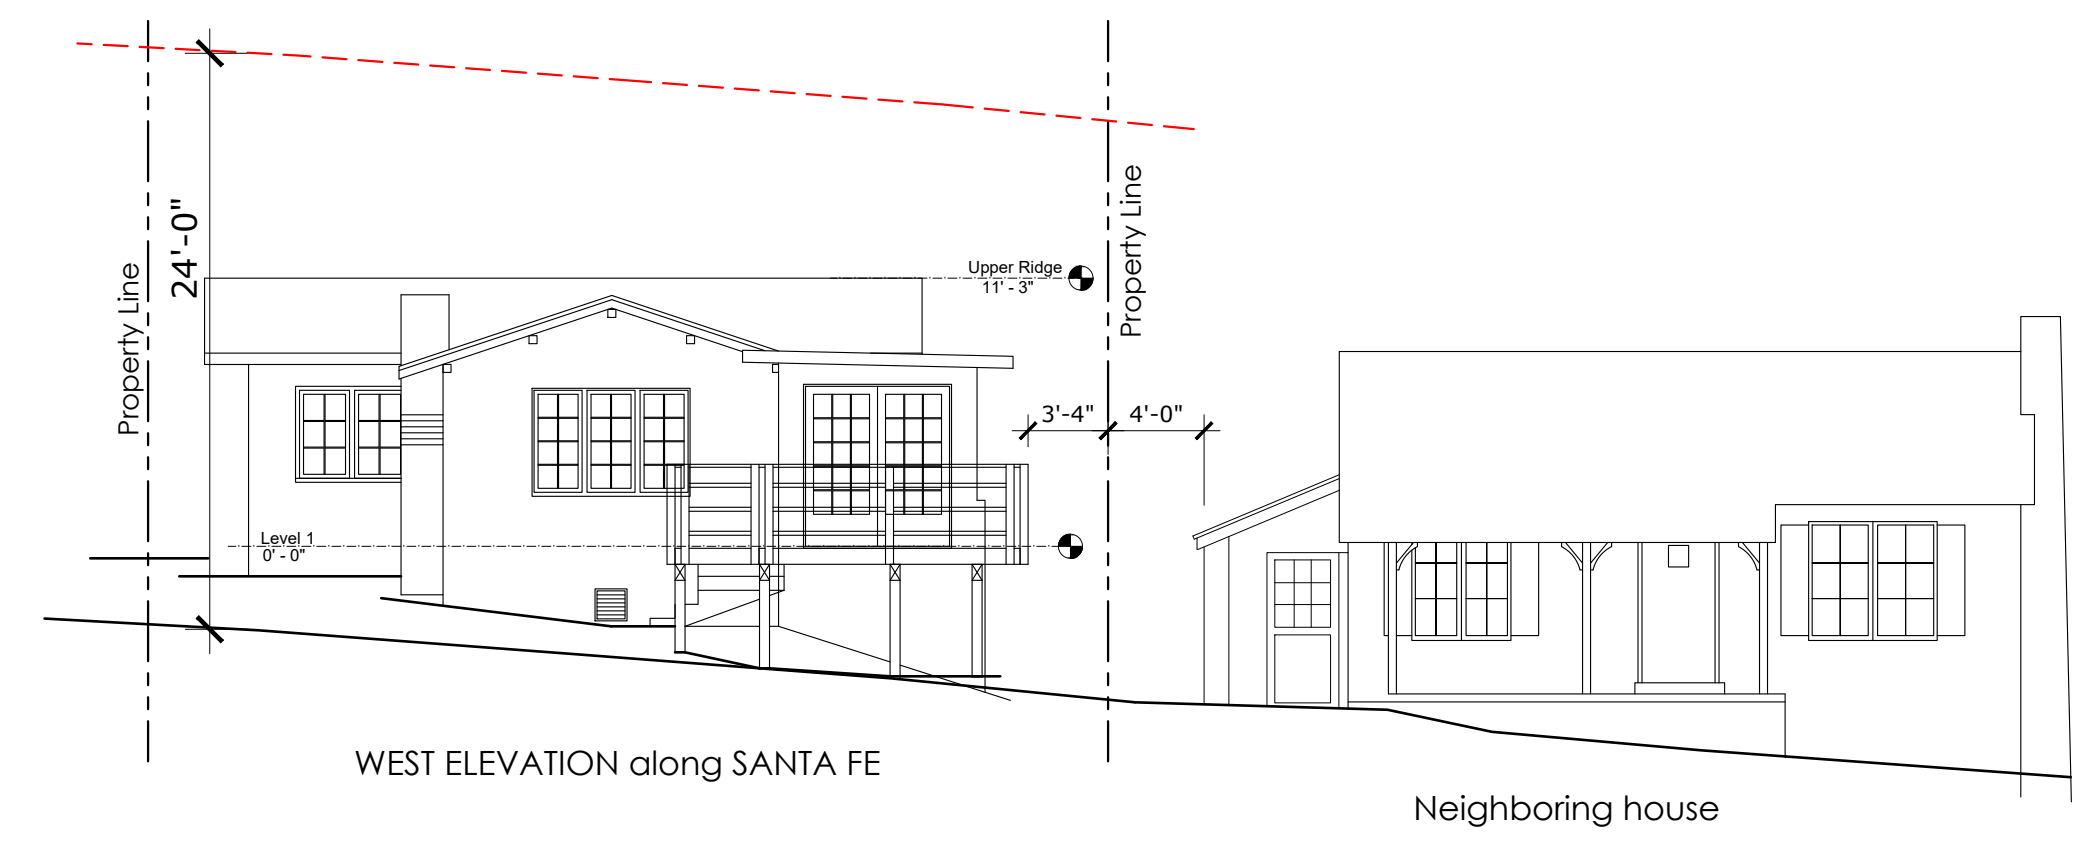 Property Line
24'-0"
Upper Ridge
11' - 3"
Property Line
3'-4"
4'-0"
Level 1
0' - 0"
WEST ELEVATION along SANTA FE
Neighboring house